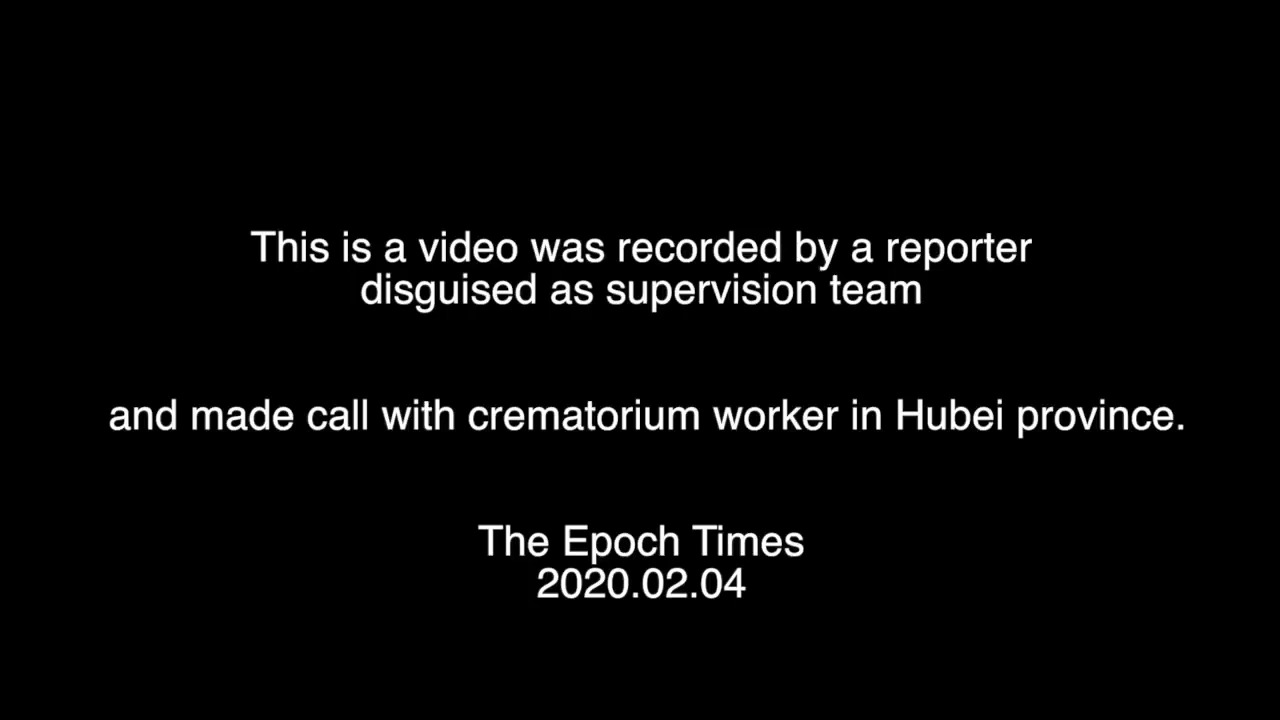 This is a video was recorded by a reporter
disguised as supervision team
and made call with crematorium worker in Hubei province.
The Epoch Times
2020.02.04